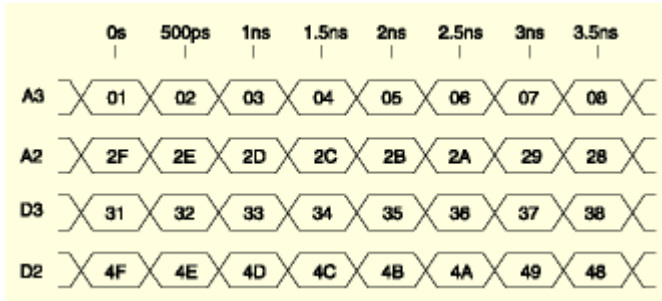 0s 500ps 1ns 1.5ns 2ns 2.5ns 3ns 3.5ns
A3 01 02 03 04 05 06 07 08
A2 2F 2E 2D 2C 2B 2A 29 28
D3 31 32 33 34 35 36 37 38
D2 4F 4E 4D 4C 4B 4A 49 48